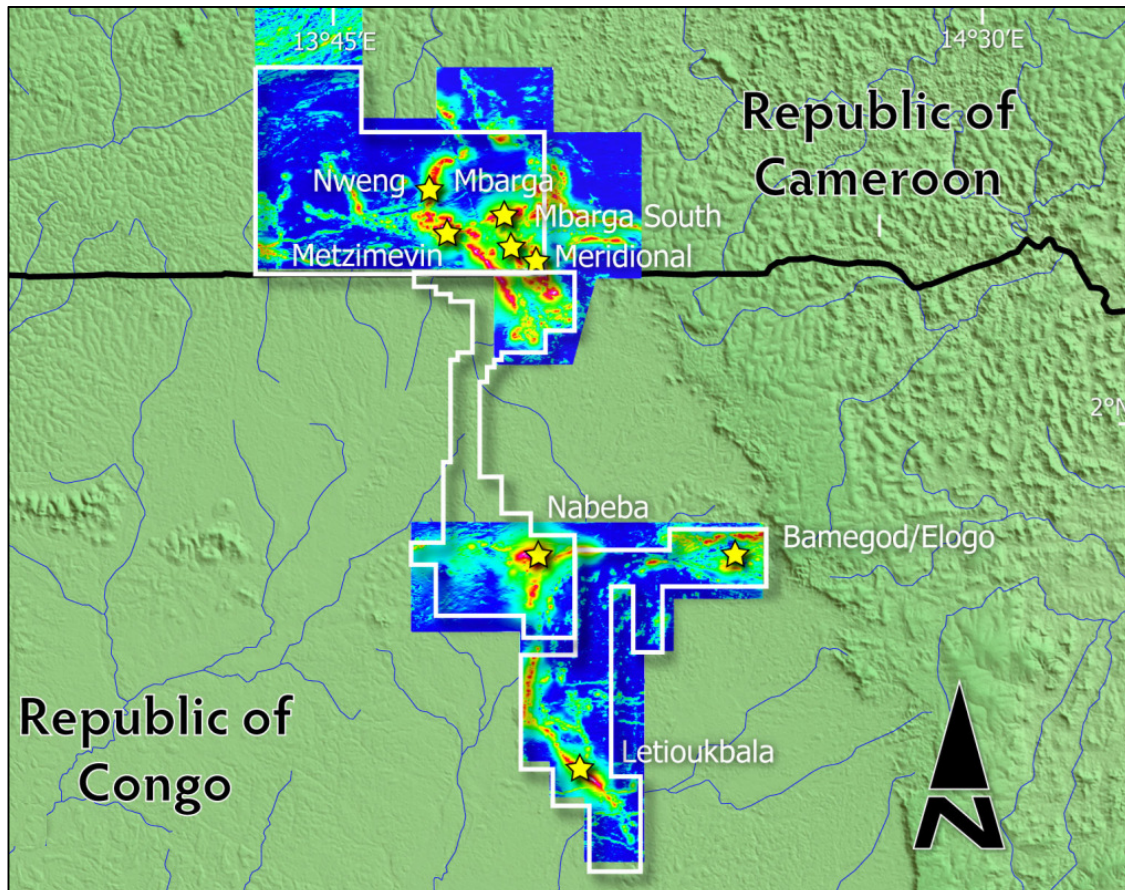 13°45'E
14°30'E
Republic of
Cameroon
Nweng
Mbarga
Mbarga South
Metzimevin
Meridional
2°N
Nabeba
Bamegod/Elogo
Republic of
Congo
Letioukbala
N